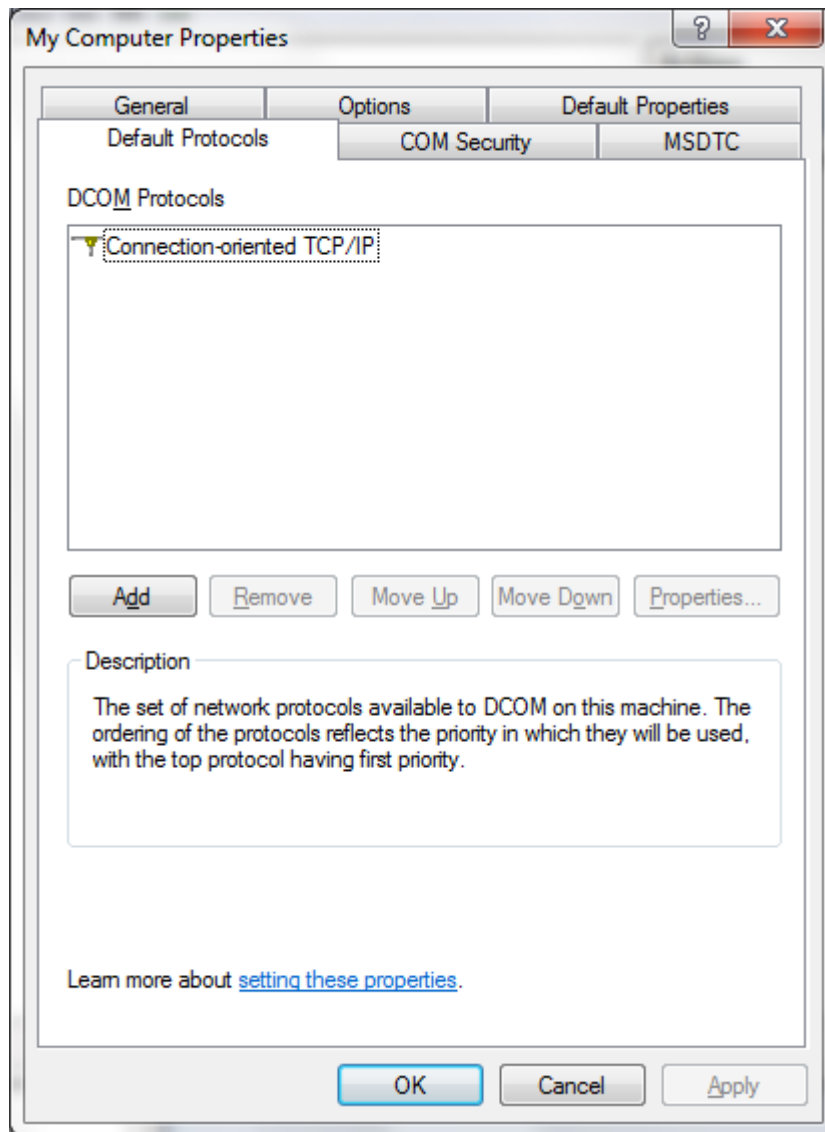 My Computer Properties
General Options Default Properties
Default Protocols COM Security MSDTC
DCOM Protocols
Connection-oriented TCP/IP
Add Remove Move Up Move Down Properties...
Description
The set of network protocols available to DCOM on this machine. The
ordering of the protocols reflects the priority in which they will be used,
with the top protocol having first priority.
Learn more about setting these properties.
OK Cancel Apply